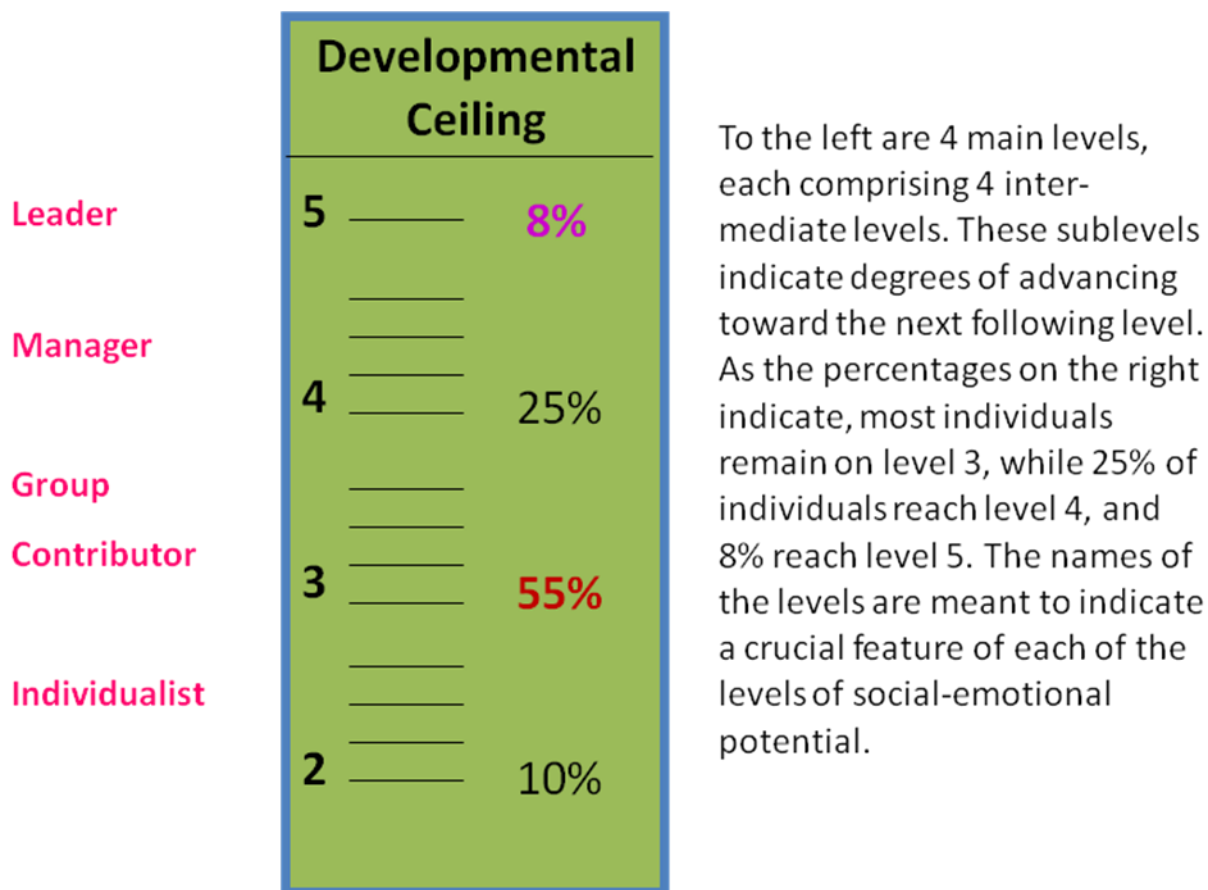 Developmental
Ceiling
Leader
5
8%
Manager
4
25%
Group
Contributor
3
55%
Individualist
2
10%
To the left are 4 main levels,
each comprising 4 inter-
mediate levels. These sublevels
indicate degrees of advancing
toward the next following level.
As the percentages on the right
indicate, most individuals
remain on level 3, while 25% of
individuals reach level 4, and
8% reach level 5. The names of
the levels are meant to indicate
a crucial feature of each of the
levels of social-emotional
potential.